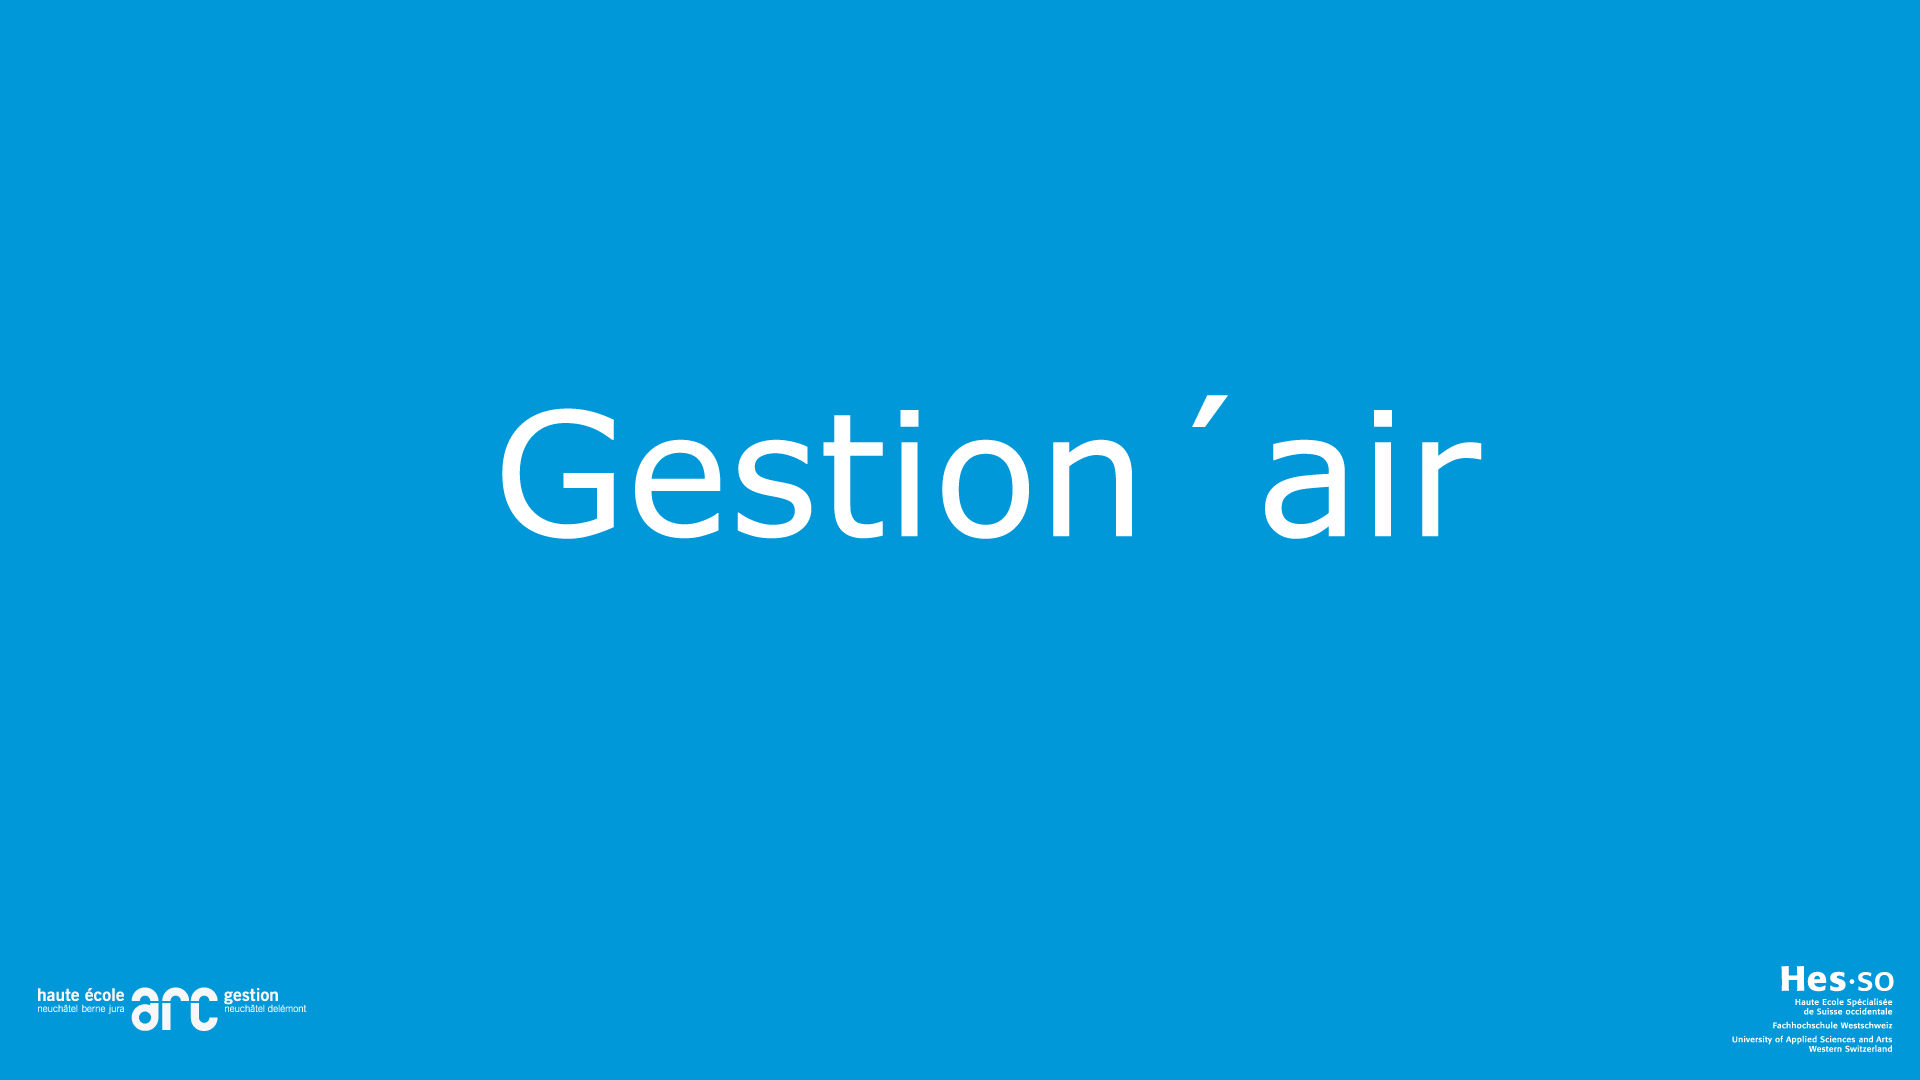 Gestion´air
haute école arc gestion
neuchâtel berne jura neuchâtel delémont
Hes·so
Haute Ecole Spécialisée
de Suisse occidentale
Fachhochschule Westschweiz
University of Applied Sciences and Arts
Western Switzerland